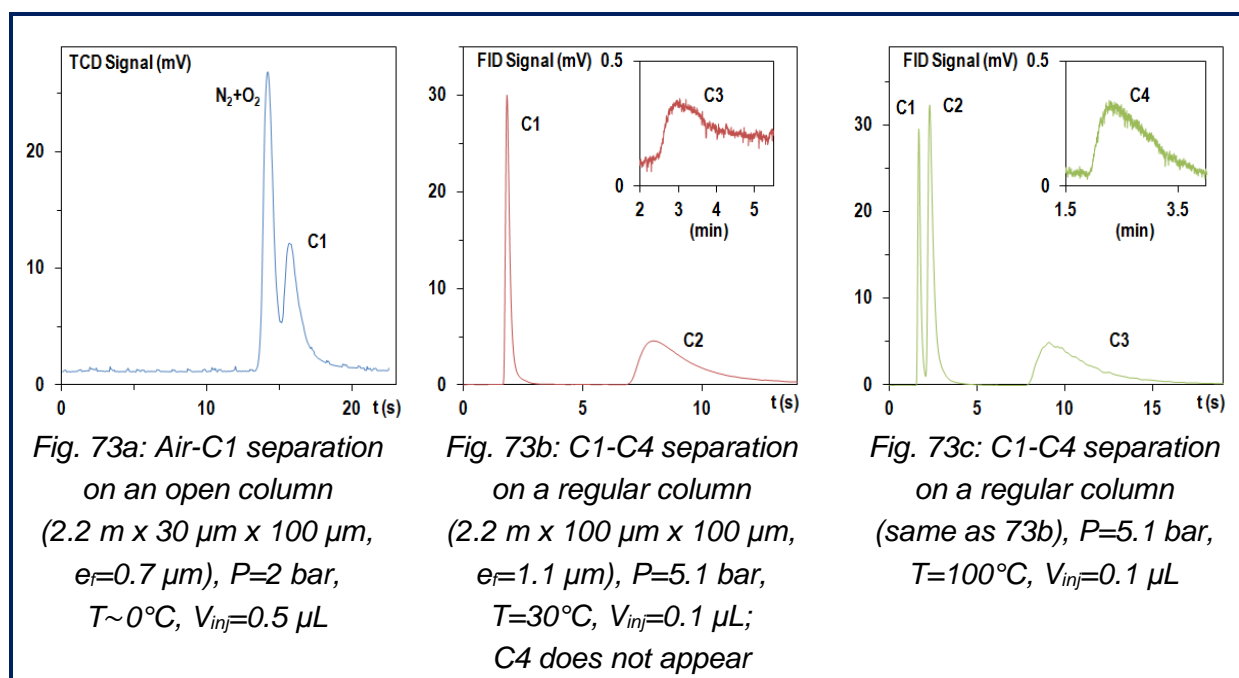 TCD Signal (mV)
N2+O2
C1
20
10
0
0
10
20
t (s)
FID Signal (mV)
0.5
C3
0
2
3
4
5
(min)
30
20
10
0
C1
C2
0
5
10
t (s)
FID Signal (mV)
0.5
C4
0
1.5
3.5
(min)
30
20
10
0
C1
C2
C3
0
5
10
15
t (s)
Fig. 73a: Air-C1 separation
on an open column
(2.2 m x 30 µm x 100 µm,
ef=0.7 µm), P=2 bar,
T~0°C, Vinj=0.5 µL
Fig. 73b: C1-C4 separation
on a regular column
(2.2 m x 100 µm x 100 µm,
ef=1.1 µm), P=5.1 bar,
T=30°C, Vinj=0.1 µL;
C4 does not appear
Fig. 73c: C1-C4 separation
on a regular column
(same as 73b), P=5.1 bar,
T=100°C, Vinj=0.1 µL